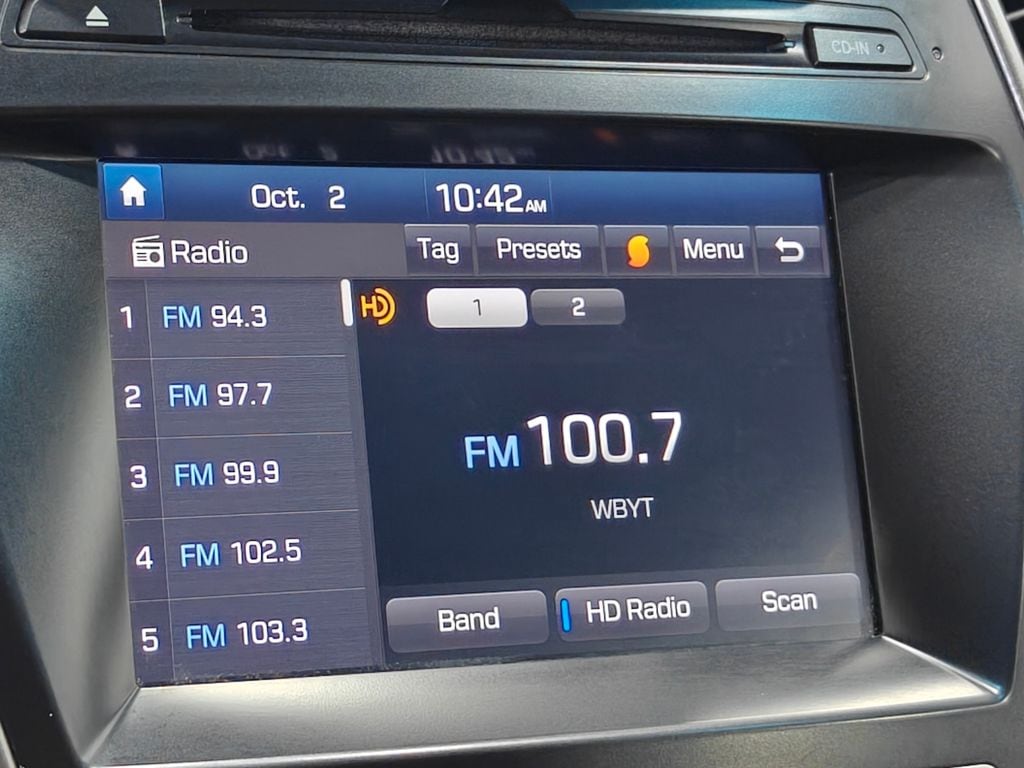 CD-IN
Oct. 2 10:42 AM
Radio Tag Presets Menu
1 FM 94.3
2 FM 97.7
3 FM 99.9
4 FM 102.5
5 FM 103.3
HD 1 2
FM 100.7
WBYT
Band HD Radio Scan